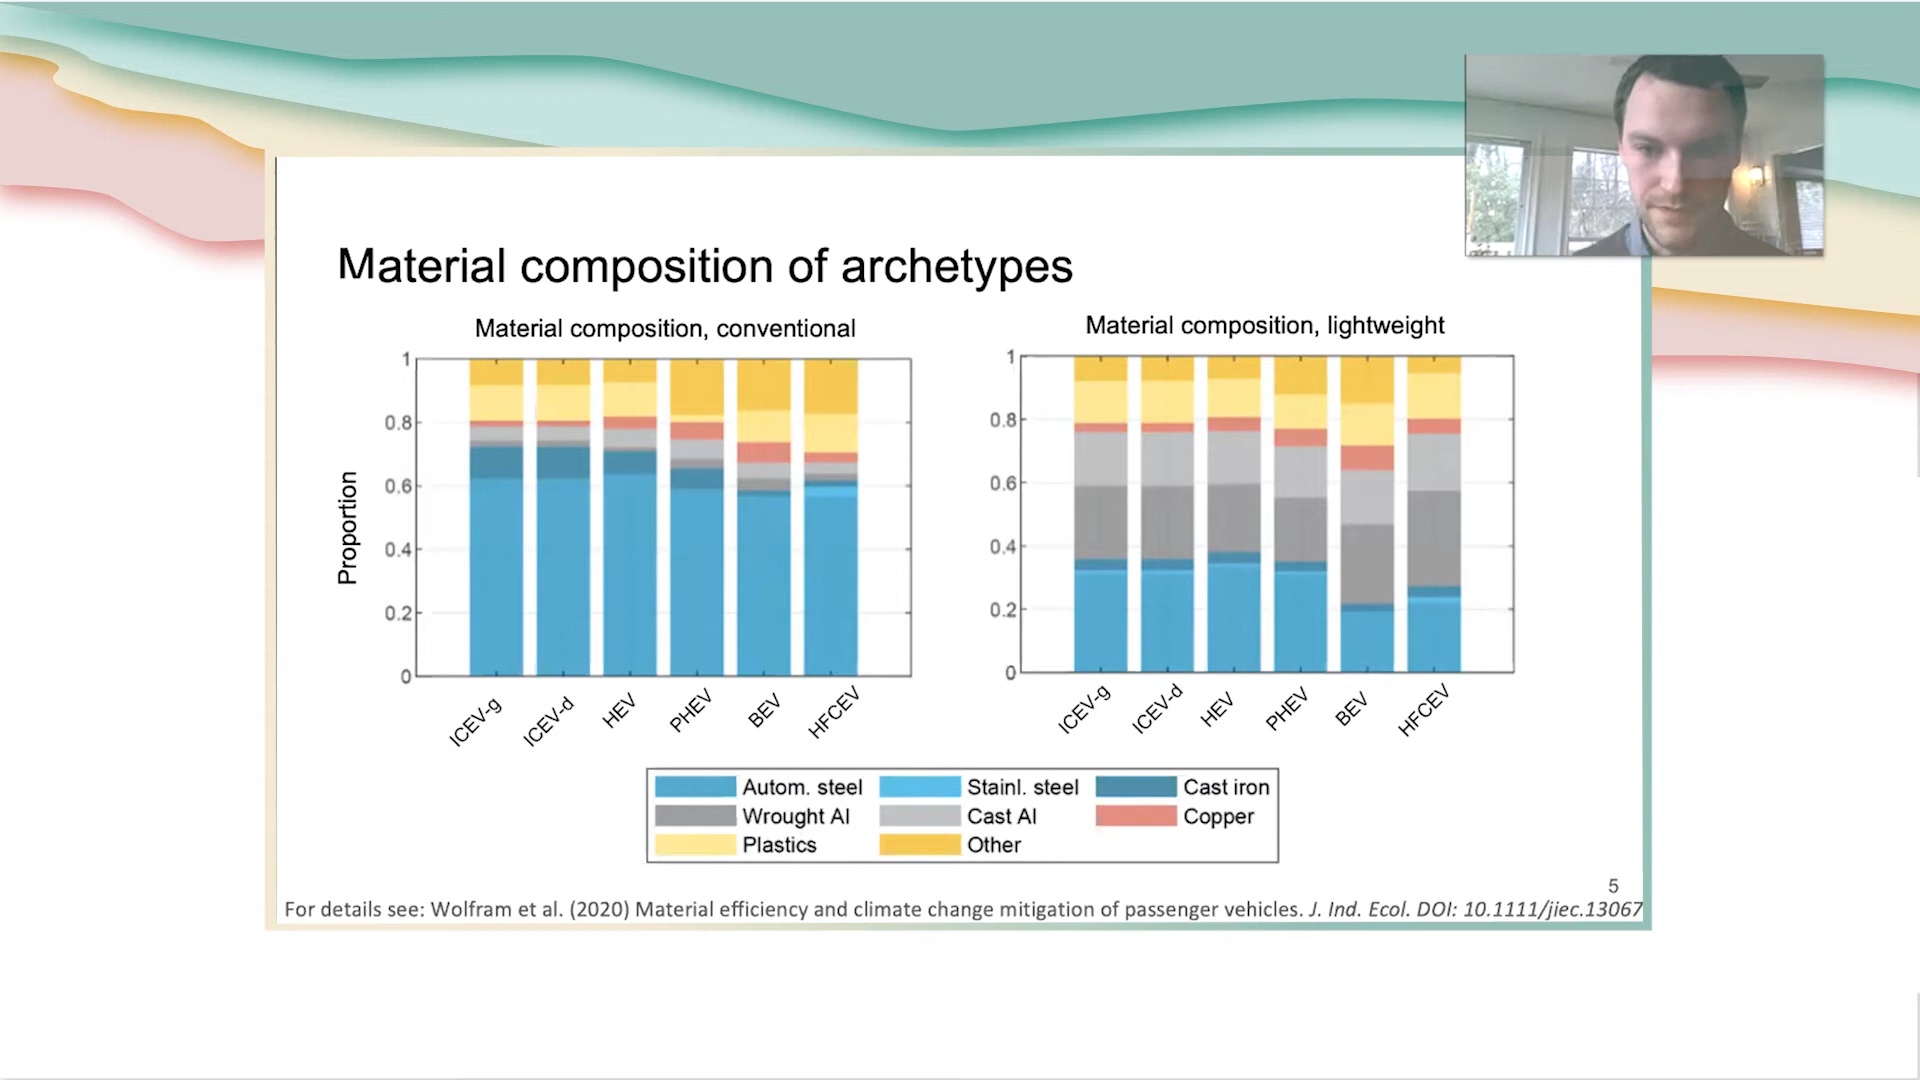 Material composition of archetypes
Material composition, conventional
Proportion
1
0.8
0.6
0.4
0.2
0
ICEV-g
ICEV-d
HEV
PHEV
BEV
HFCEV
Material composition, lightweight
1
0.8
0.6
0.4
0.2
0
ICEV-g
ICEV-d
HEV
PHEV
BEV
HFCEV
Autom. steel Stainl. steel Cast iron
Wrought Al Cast Al Copper
Plastics Other
5
For details see: Wolfram et al. (2020) Material efficiency and climate change mitigation of passenger vehicles. J. Ind. Ecol. DOI: 10.1111/jiec.13067